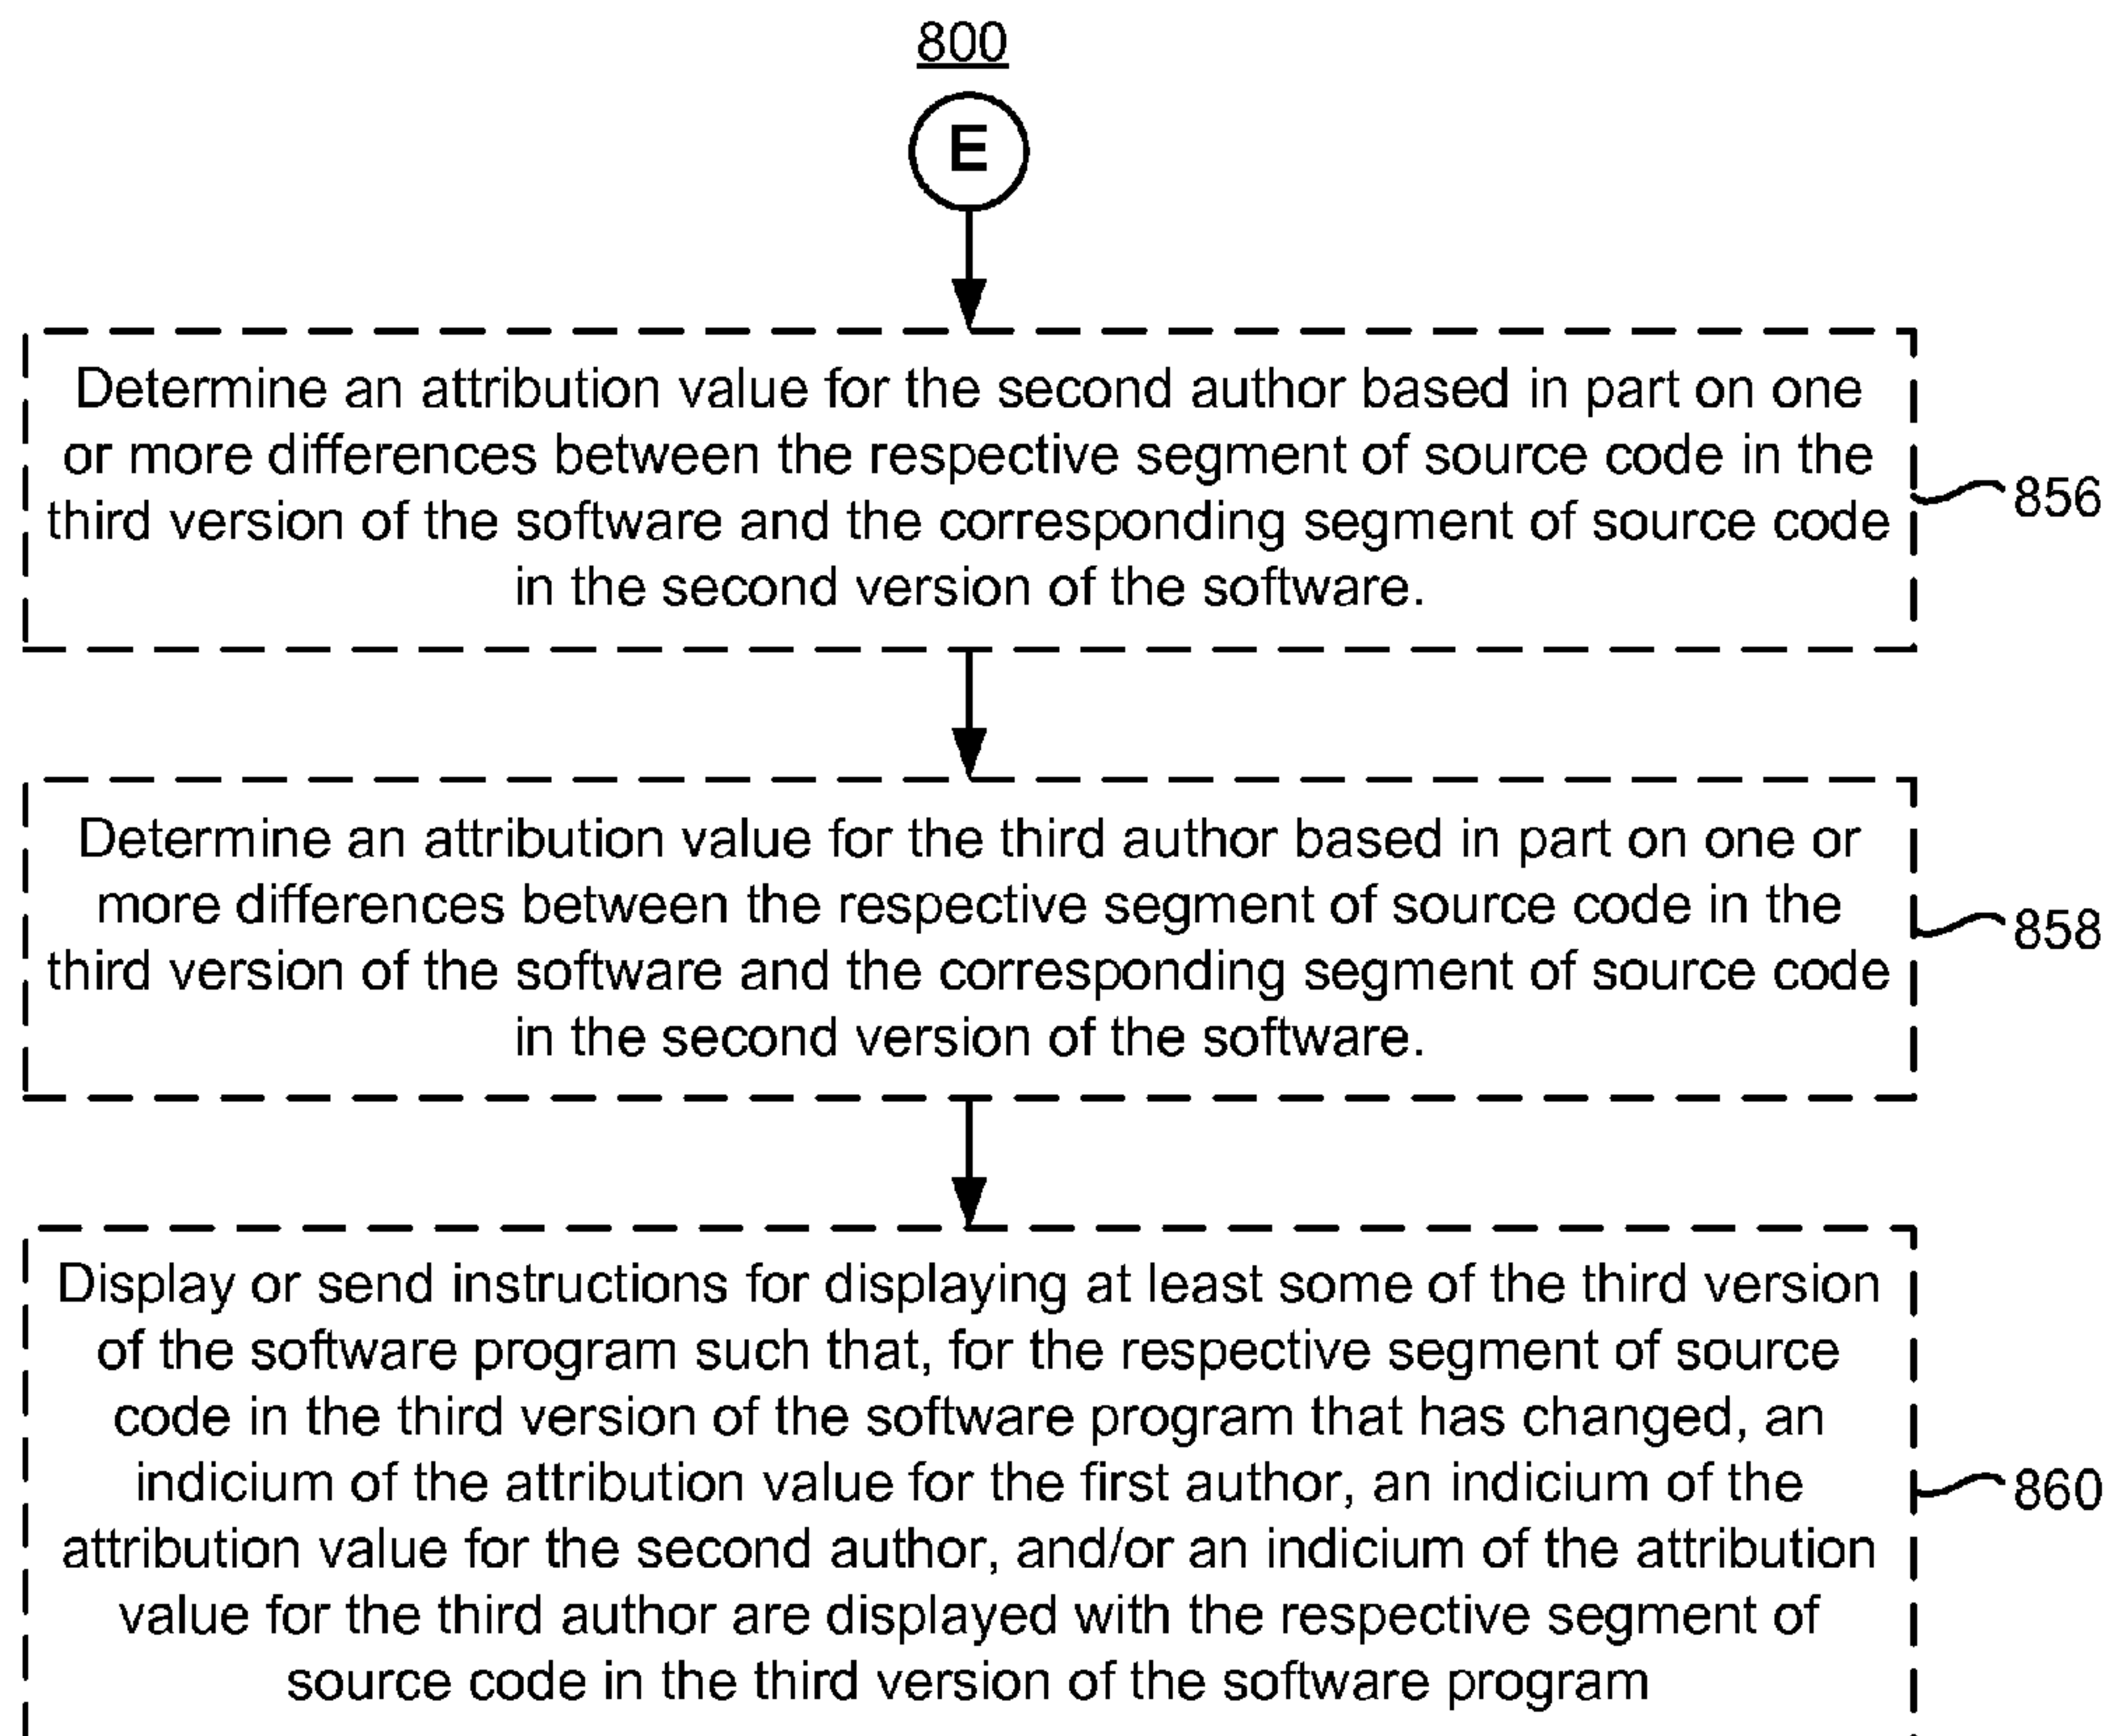 800
E
Determine an attribution value for the second author based in part on one
or more differences between the respective segment of source code in the
third version of the software and the corresponding segment of source code
in the second version of the software.
856
Determine an attribution value for the third author based in part on one or
more differences between the respective segment of source code in the
third version of the software and the corresponding segment of source code
in the second version of the software.
858
Display or send instructions for displaying at least some of the third version
of the software program such that, for the respective segment of source
code in the third version of the software program that has changed, an
indicium of the attribution value for the first author, an indicium of the
attribution value for the second author, and/or an indicium of the attribution
value for the third author are displayed with the respective segment of
source code in the third version of the software program
860